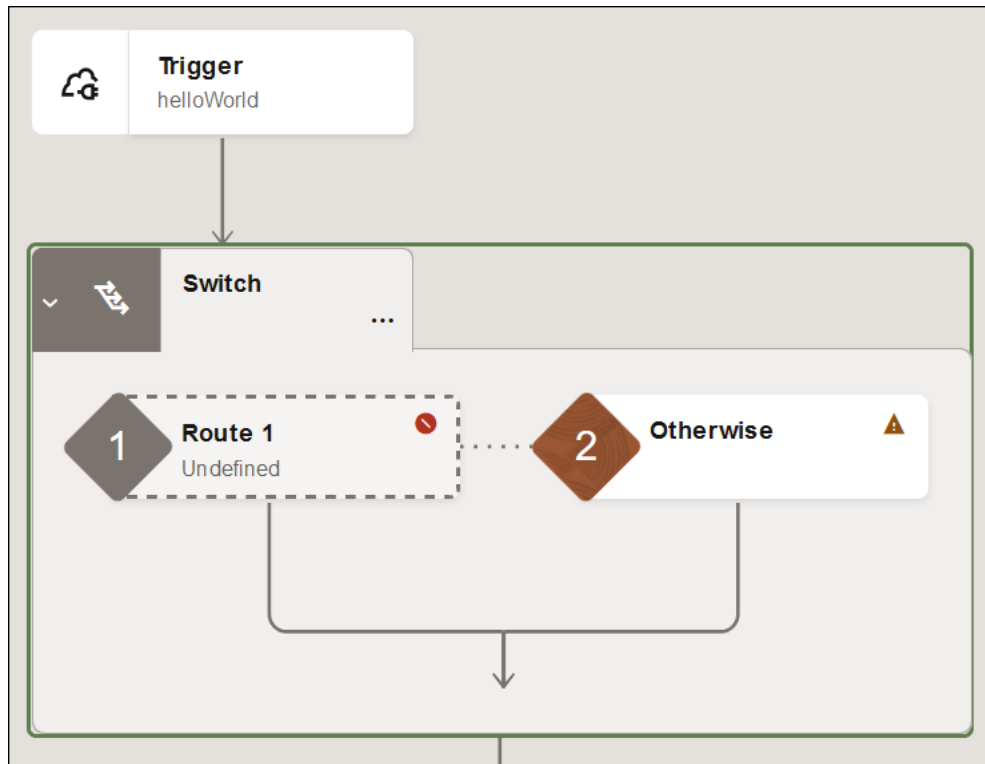 Trigger
helloWorld
Switch
...
1
Route 1
Undefined
2
Otherwise